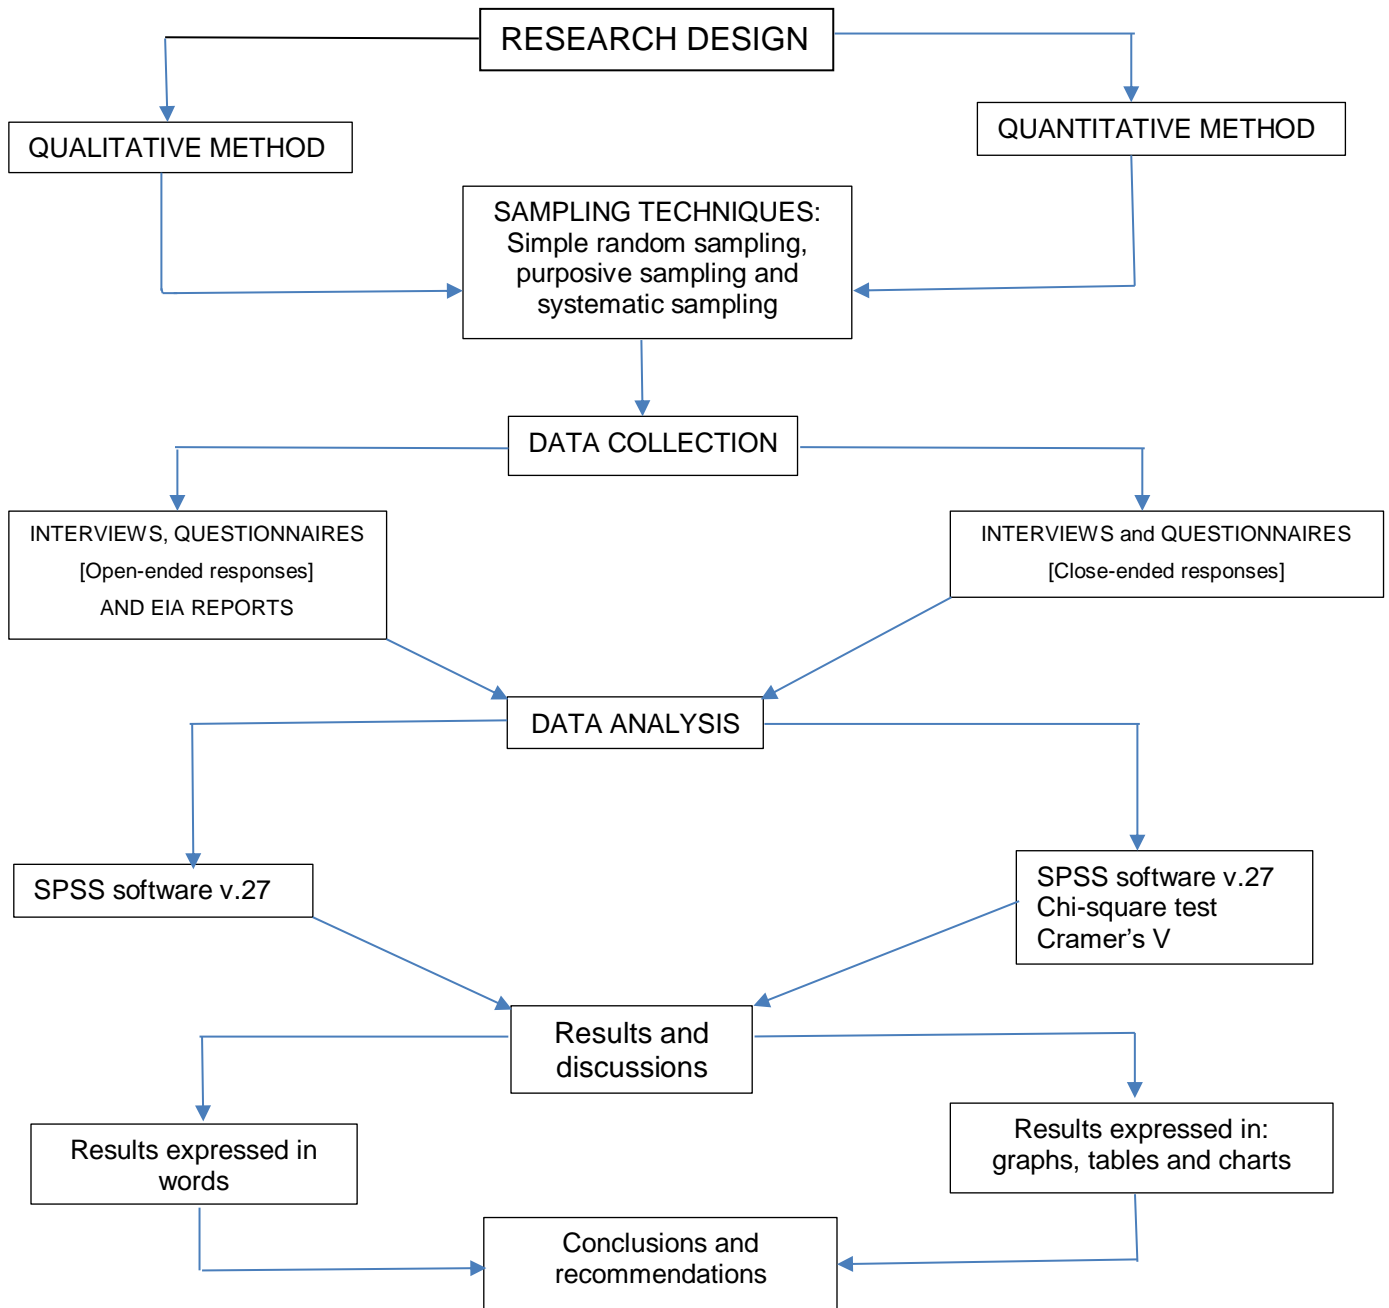 RESEARCH DESIGN
QUALITATIVE METHOD
QUANTITATIVE METHOD
SAMPLING TECHNIQUES:
Simple random sampling,
purposive sampling and
systematic sampling
DATA COLLECTION
INTERVIEWS, QUESTIONNAIRES
[Open-ended responses]
AND EIA REPORTS
INTERVIEWS and QUESTIONNAIRES
[Close-ended responses]
DATA ANALYSIS
SPSS software v.27
SPSS software v.27
Chi-square test
Cramer’s V
Results and
discussions
Results expressed in
words
Results expressed in:
graphs, tables and charts
Conclusions and
recommendations